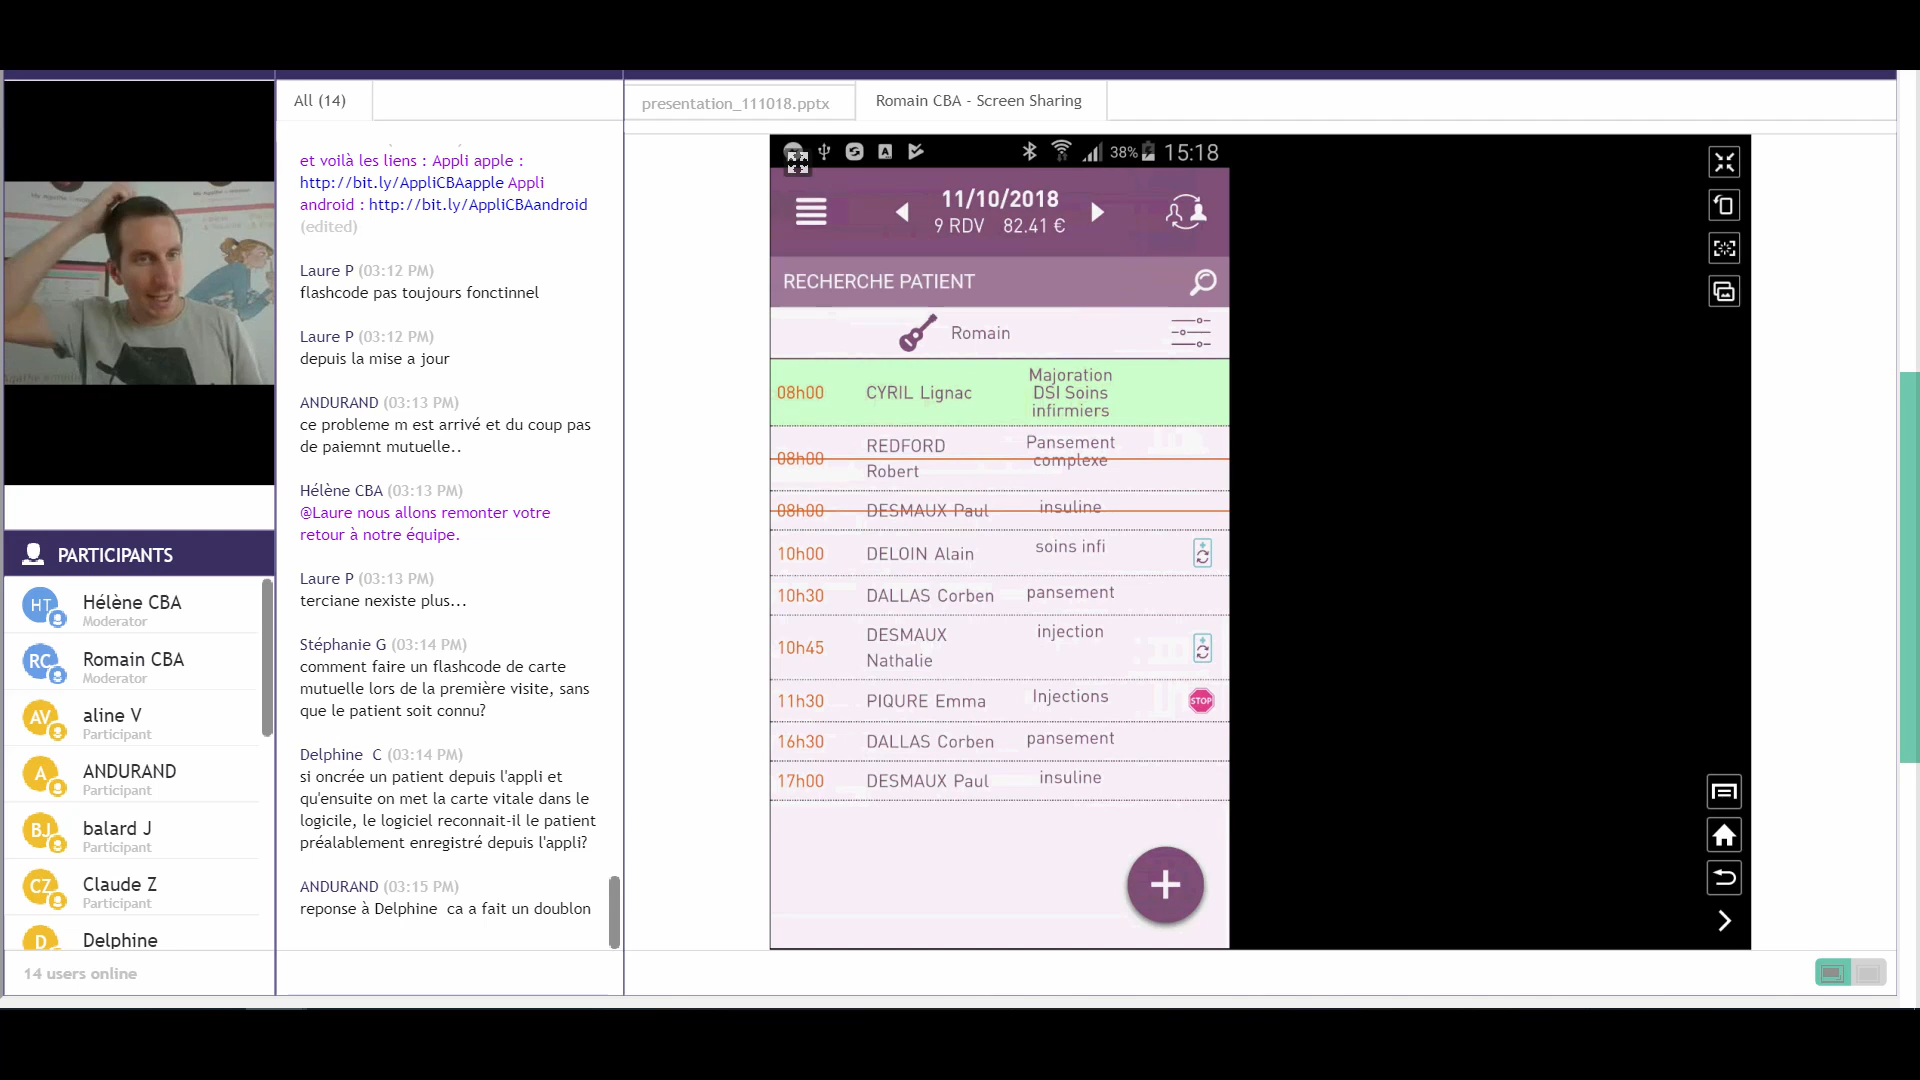 All (14)
et voilà les liens : Appli apple :
http://bit.ly/AppliCBAapple Appli
android : http://bit.ly/AppliCBAandroid
(edited)
Laure P (03:12 PM)
flashcode pas toujours fonctinnel
Laure P (03:12 PM)
depuis la mise a jour
ANDURAND (03:13 PM)
ce probleme m est arrivé et du coup pas
de paiemnt mutuelle..
Hélène CBA (03:13 PM)
@Laure nous allons remonter votre
retour à notre équipe.
Laure P (03:13 PM)
terciane nexiste plus...
Stéphanie G (03:14 PM)
comment faire un flashcode de carte
mutuelle lors de la première visite, sans
que le patient soit connu?
Delphine C (03:14 PM)
si oncrée un patient depuis l'appli et
qu'ensuite on met la carte vitale dans le
logicile, le logiciel reconnait-il le patient
préalablement enregistré depuis l'appli?
ANDURAND (03:15 PM)
reponse à Delphine ca a fait un doublon
PARTICIPANTS
HT Hélène CBA
Moderator
RC Romain CBA
Moderator
AV aline V
Participant
A ANDURAND
Participant
BJ balard J
Participant
CZ Claude Z
Participant
D Delphine
14 users online
presentation_111018.pptx
Romain CBA - Screen Sharing
38% 15:18
11/10/2018
9 RDV 82.41 €
RECHERCHE PATIENT
Romain
08h00 CYRIL Lignac Majoration
DSI Soins
infirmiers
08h00 REDFORD Robert Pansement
complexe
08h00 DESMAUX Paul insuline
10h00 DELOIN Alain soins infi
10h30 DALLAS Corben pansement
10h45 DESMAUX Nathalie injection
11h30 PIQURE Emma Injections STOP
16h30 DALLAS Corben pansement
17h00 DESMAUX Paul insuline